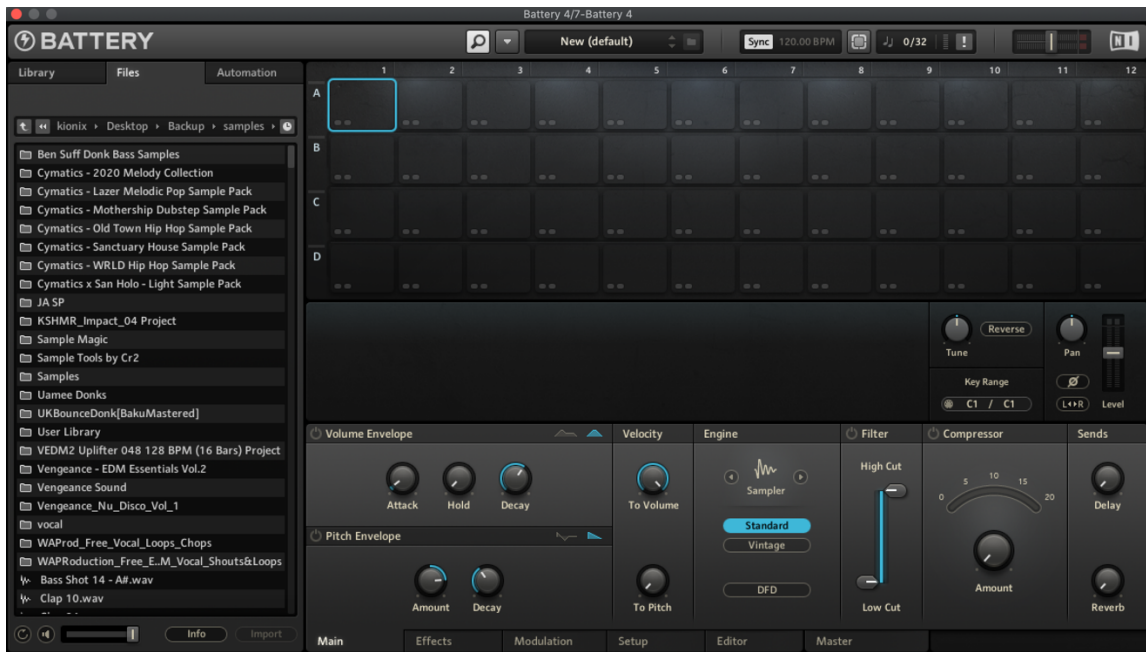 Battery 4/7-Battery 4
BATTERY
New (default)
Sync 120.00 BPM
0/32
!
Library Files Automation
kionix Desktop Backup samples
Ben Suff Donk Bass Samples
Cymatics - 2020 Melody Collection
Cymatics - Lazer Melodic Pop Sample Pack
Cymatics - Mothership Dubstep Sample Pack
Cymatics - Old Town Hip Hop Sample Pack
Cymatics - Sanctuary House Sample Pack
Cymatics - WRLD Hip Hop Sample Pack
Cymatics x San Holo - Light Sample Pack
JA SP
KSHMR_Impact_04 Project
Sample Magic
Sample Tools by Cr2
Samples
Uamee Donks
UKBounceDonk[BakuMastered]
User Library
VEDM2 Uplifter 048 128 BPM (16 Bars) Project
Vengeance - EDM Essentials Vol.2
Vengeance Sound
Vengeance_Nu_Disco_Vol_1
vocal
WAProd_Free_Vocal_Loops_Chops
WAPRoduction_Free_E..M_Vocal_Shouts&Loops
Bass Shot 14 - A#.wav
Clap 10.wav
Info Import
1 2 3 4 5 6 7 8 9 10 11 12
A
B
C
D
Tune Reverse
Pan
Key Range
C1 / C1
L R Level
Volume Envelope
Attack Hold Decay
Pitch Envelope
Amount Decay
Velocity
To Volume
To Pitch
Engine
Sampler
Standard
Vintage
DFD
Filter
High Cut
Low Cut
Compressor
0 5 10 15 20
Amount
Sends
Delay
Reverb
Main Effects Modulation Setup Editor Master